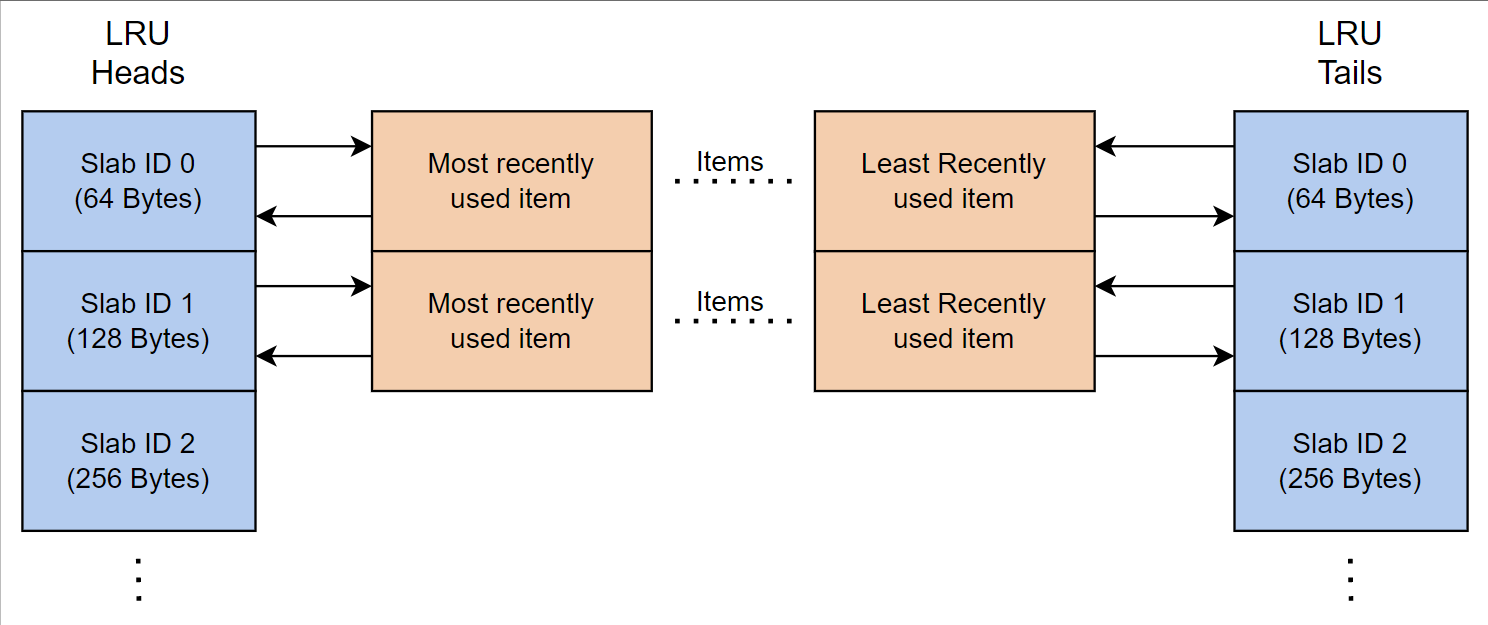 LRU
Heads
LRU
Tails
Slab ID 0
(64 Bytes)
Most recently
used item
Items
Least Recently
used item
Slab ID 0
(64 Bytes)
Slab ID 1
(128 Bytes)
Most recently
used item
Items
Least Recently
used item
Slab ID 1
(128 Bytes)
Slab ID 2
(256 Bytes)
Slab ID 2
(256 Bytes)